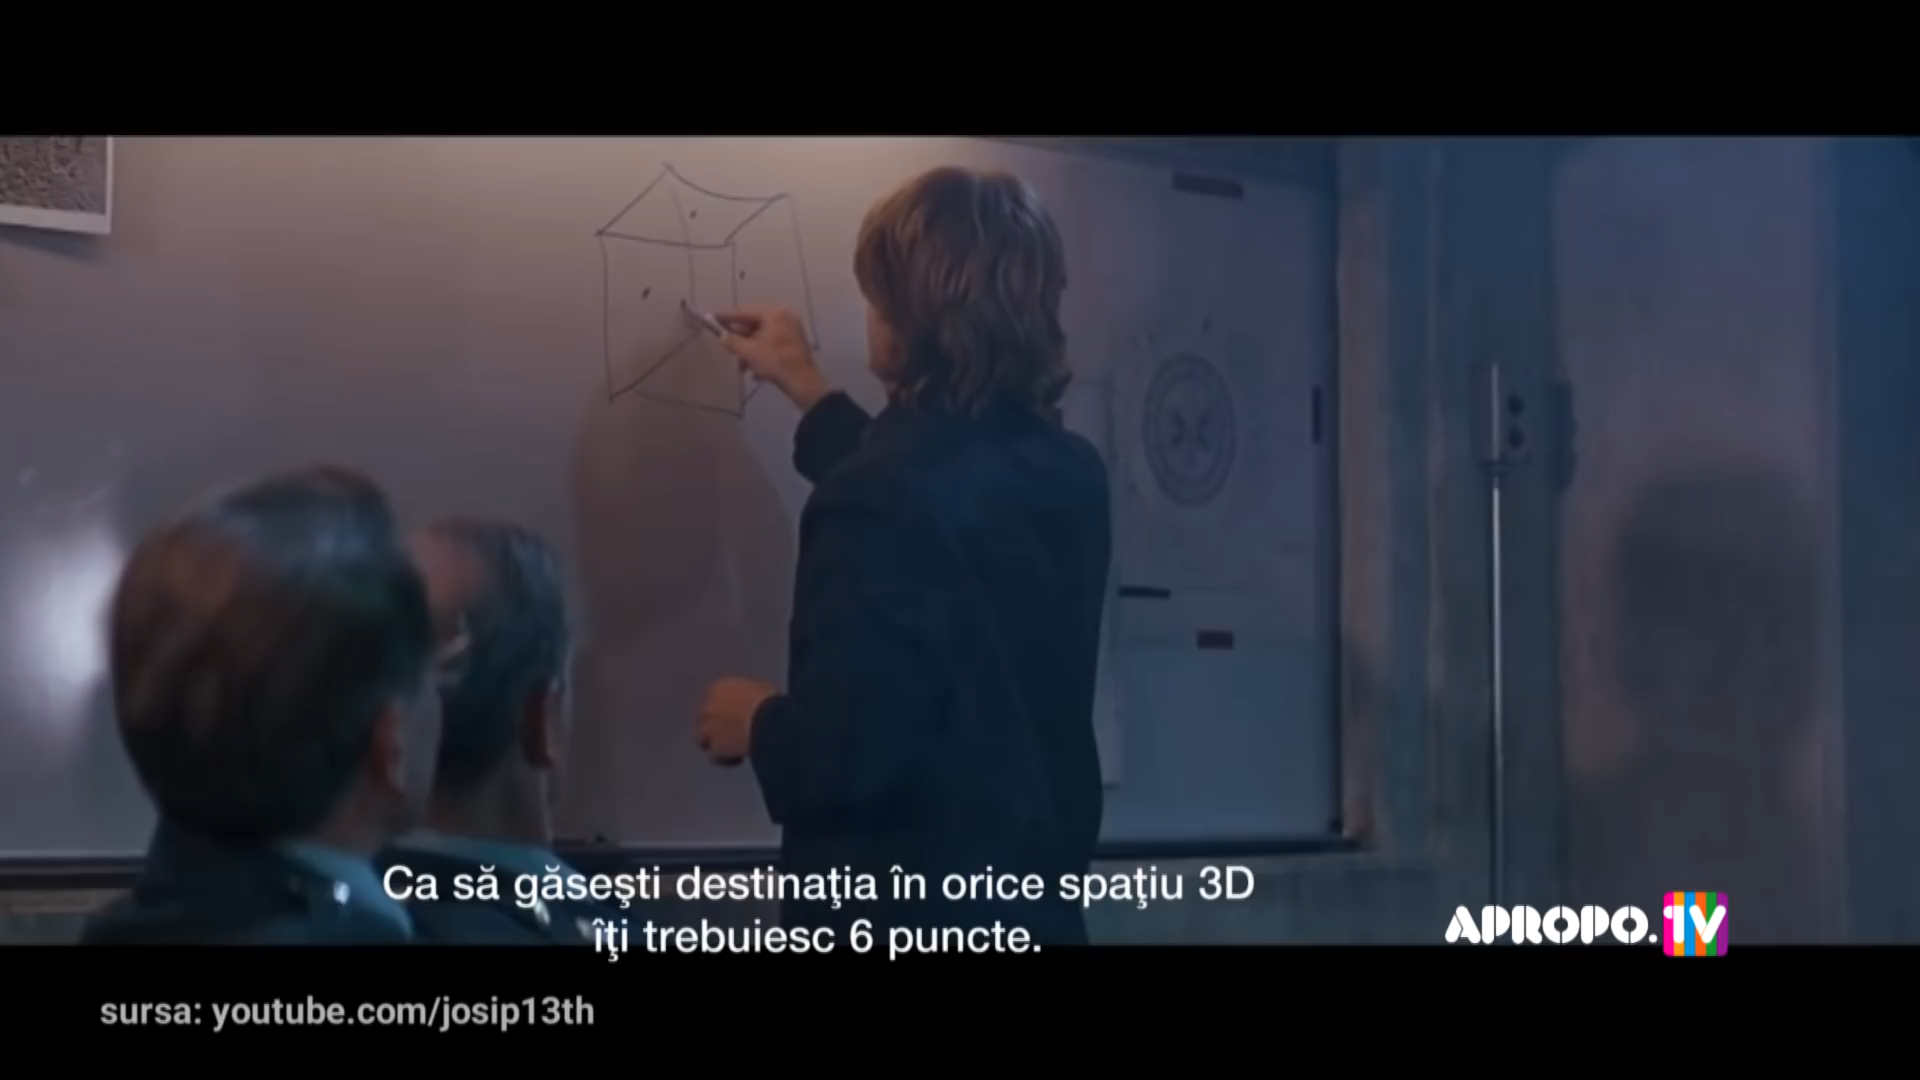 Ca să găseşti destinaţia în orice spaţiu 3D
îţi trebuiesc 6 puncte.
APROPO.TV
sursa: youtube.com/josip13th